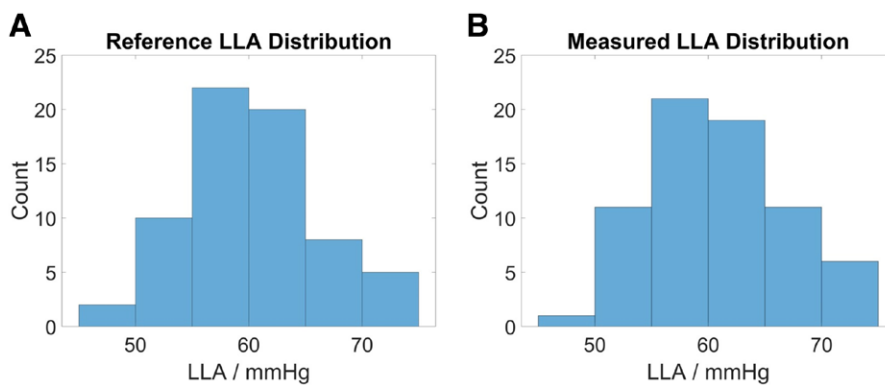 A
Reference LLA Distribution
25
20
15
10
5
0
Count
50
60
70
LLA / mmHg
B
Measured LLA Distribution
25
20
15
10
5
0
Count
50
60
70
LLA / mmHg